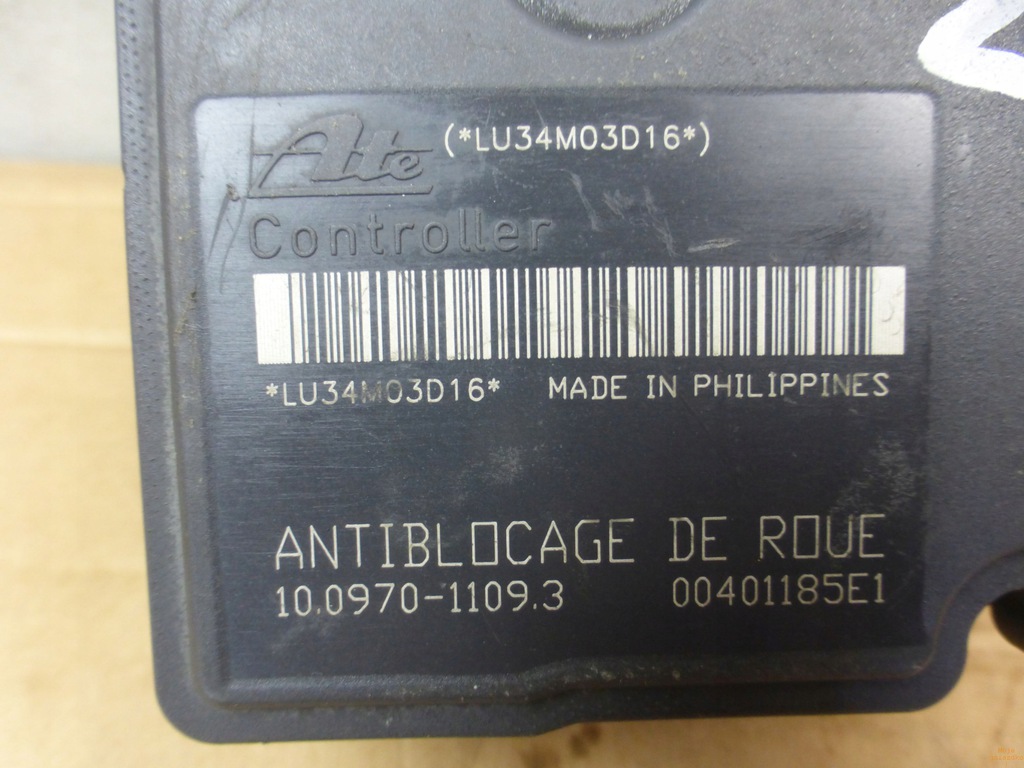 Ate (*LU34M03D16*)
Controller
*LU34M03D16* MADE IN PHILIPPINES
ANTIBLOCAGE DE ROUE
10.0970-1109.3 00401185E1